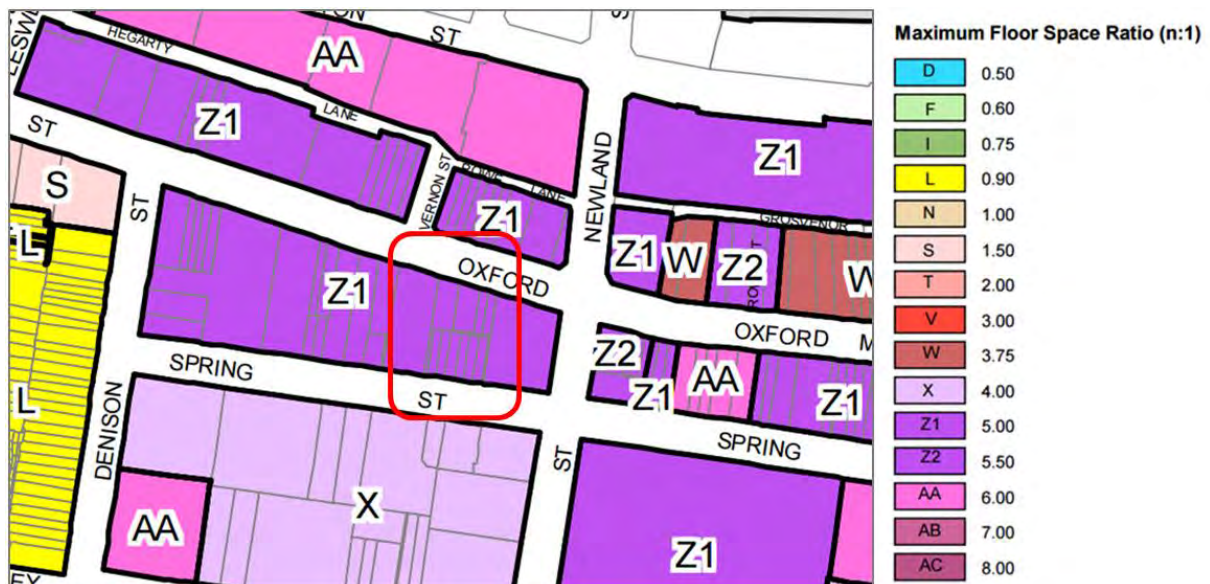 Maximum Floor Space Ratio (n:1)
D 0.50
F 0.60
I 0.75
L 0.90
N 1.00
S 1.50
T 2.00
V 3.00
W 3.75
X 4.00
Z1 5.00
Z2 5.50
AA 6.00
AB 7.00
AC 8.00
ST
HEGARTY
LANE
AA
Z1
Z1
ST
S
ST
VERNON ST
ROWE LANE
Z1
NEWLAND
GROSVENOR
Z1
W
Z2
W
L
Z1
OXFORD
OXFORD
Z2
Z1
AA
Z1
SPRING
ST
SPRING
L
DENISON
ST
X
AA
Z1